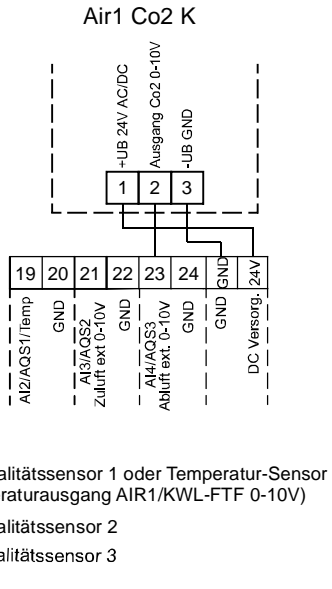 Air1 Co2 K
+UB 24V AC/DC
Ausgang Co2 0-10V
-UB GND
1 2 3
19 20 21 22 23 24 GND 24V
AI2/AQS1/Temp
GND
AI3/AQS2
Zuluft ext 0-10V
GND
AI4/AQS3
Abluft ext. 0-10V
GND
GND
DC Versorg.
alitätssensor 1 oder Temperatur-Sensor
eraturausgang AIR1/KWL-FTF 0-10V)
alitätssensor 2
alitätssensor 3